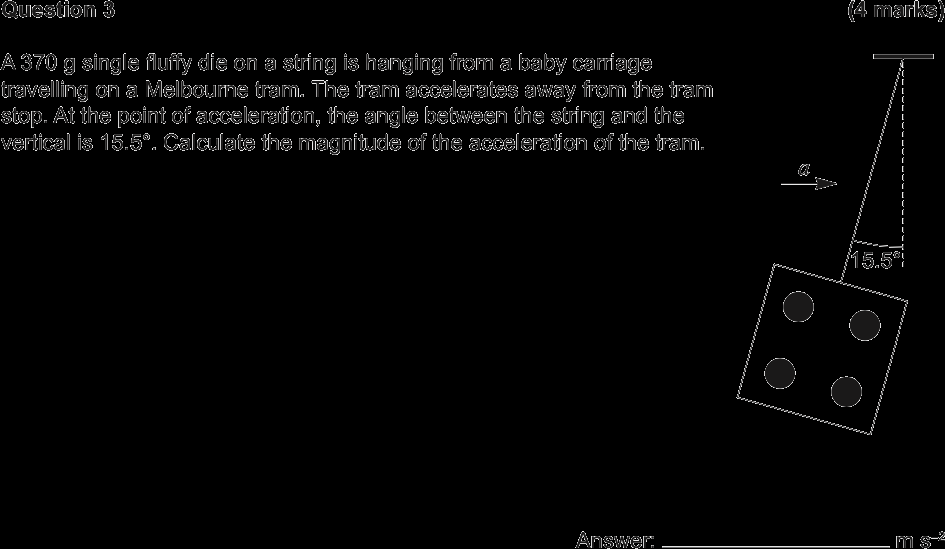 Question 3 (4 marks)
A 370 g single fluffy die on a string is hanging from a baby carriage
travelling on a Melbourne tram. The tram accelerates away from the tram
stop. At the point of acceleration, the angle between the string and the
vertical is 15.5°. Calculate the magnitude of the acceleration of the tram.
a
15.5°
Answer: ____________________ m s⁻²